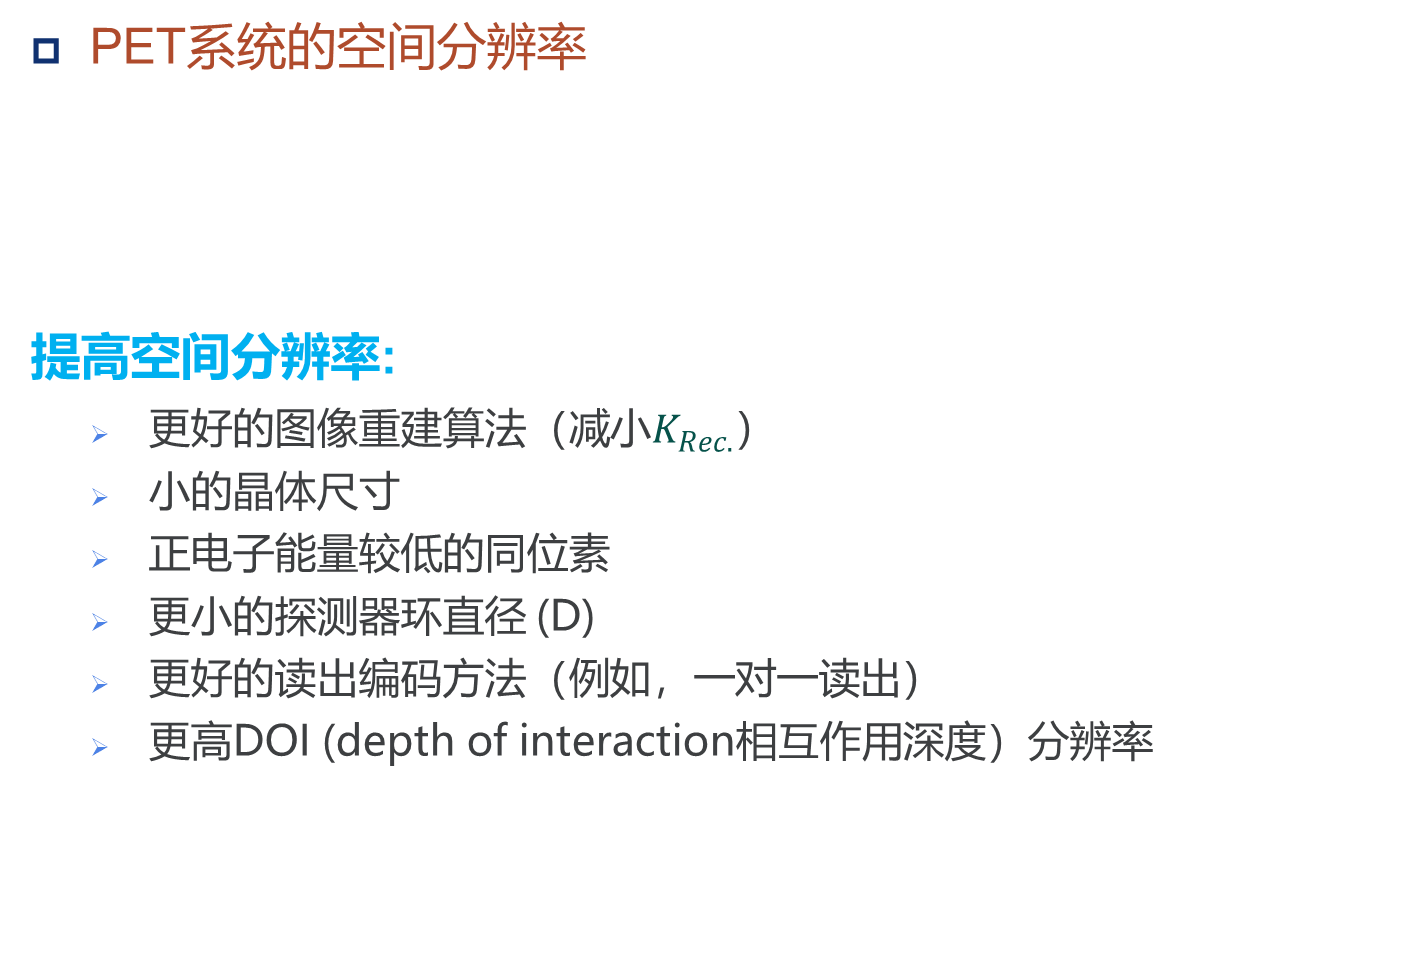 PET系统的空间分辨率
提高空间分辨率:
更好的图像重建算法（减小K_Rec.）
小的晶体尺寸
正电子能量较低的同位素
更小的探测器环直径 (D)
更好的读出编码方法（例如，一对一读出）
更高DOI (depth of interaction相互作用深度）分辨率